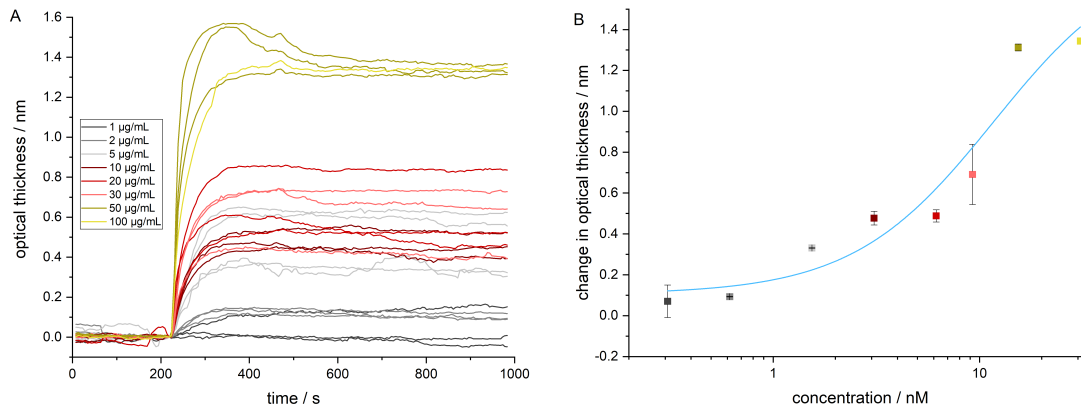 A
optical thickness / nm
1.6
1.4
1.2
1.0
0.8
0.6
0.4
0.2
0.0
1 µg/mL
2 µg/mL
5 µg/mL
10 µg/mL
20 µg/mL
30 µg/mL
50 µg/mL
100 µg/mL
0
200
400
600
800
1000
time / s
B
change in optical thickness / nm
1.4
1.2
1.0
0.8
0.6
0.4
0.2
0.0
-0.2
1
10
concentration / nM